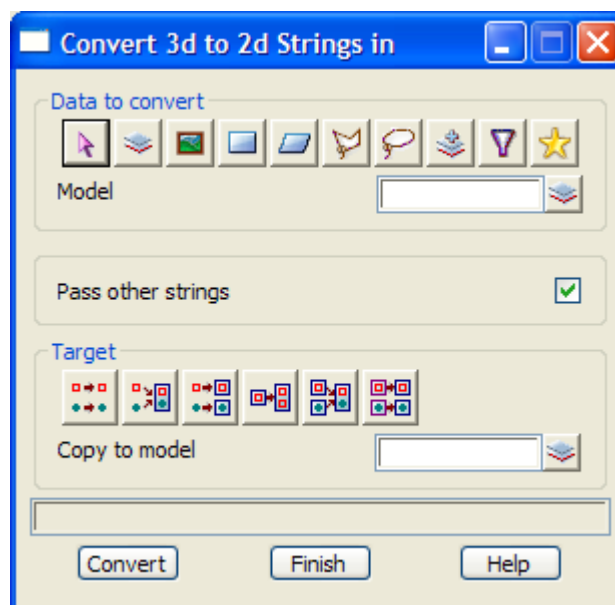 Convert 3d to 2d Strings in
Data to convert
Model
Pass other strings
Target
Copy to model
Convert Finish Help